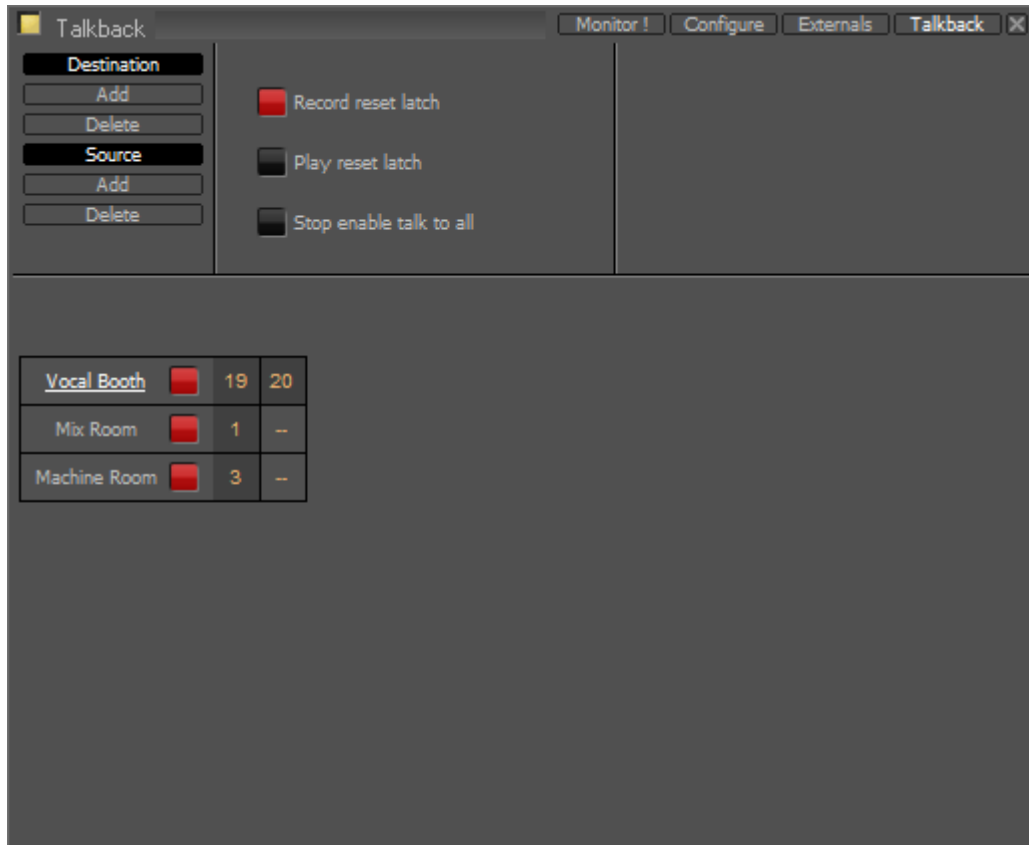 Talkback Monitor ! Configure Externals Talkback X
Destination
Add
Delete
Source
Add
Delete
Record reset latch
Play reset latch
Stop enable talk to all
Vocal Booth 19 20
Mix Room 1 --
Machine Room 3 --